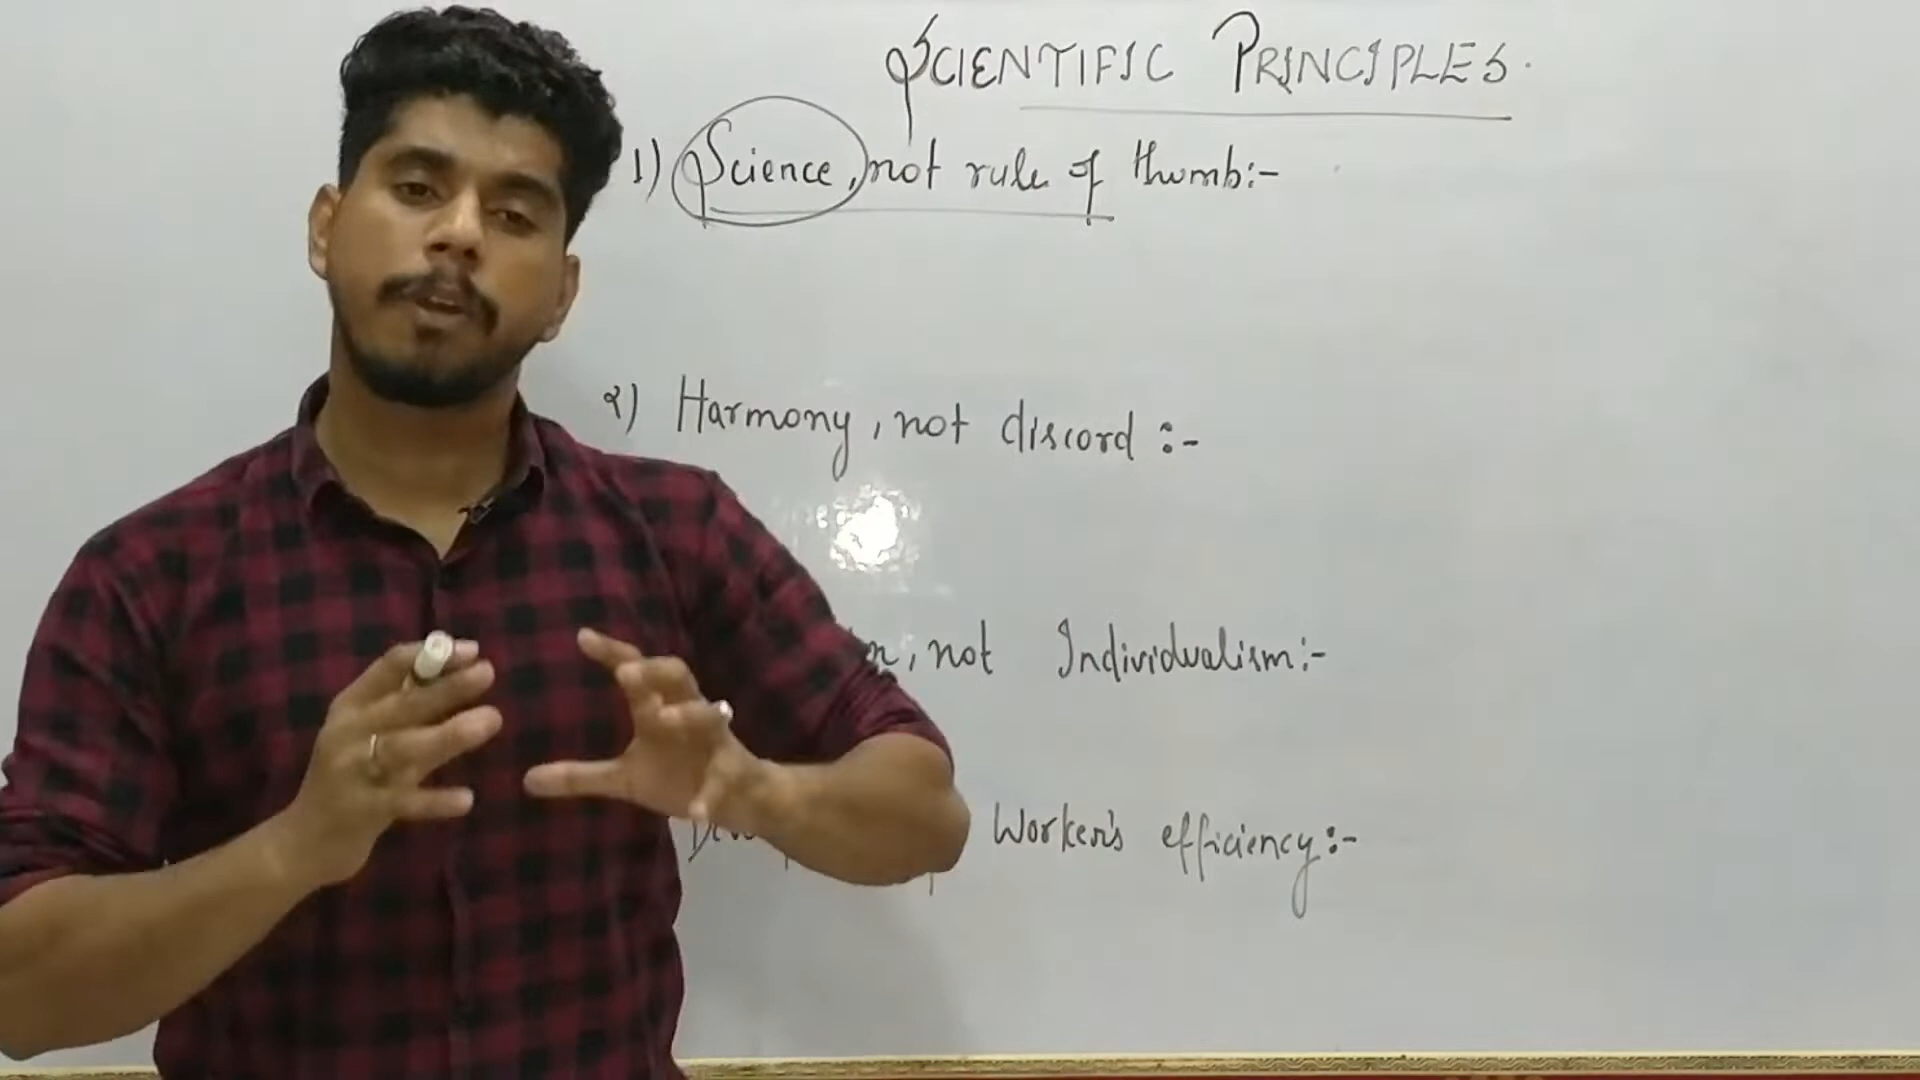 SCIENTIFIC PRINCIPLES.
1) Science, not rule of thumb:-
2) Harmony, not discord :-
, not Individualism:-
Worker's efficiency:-